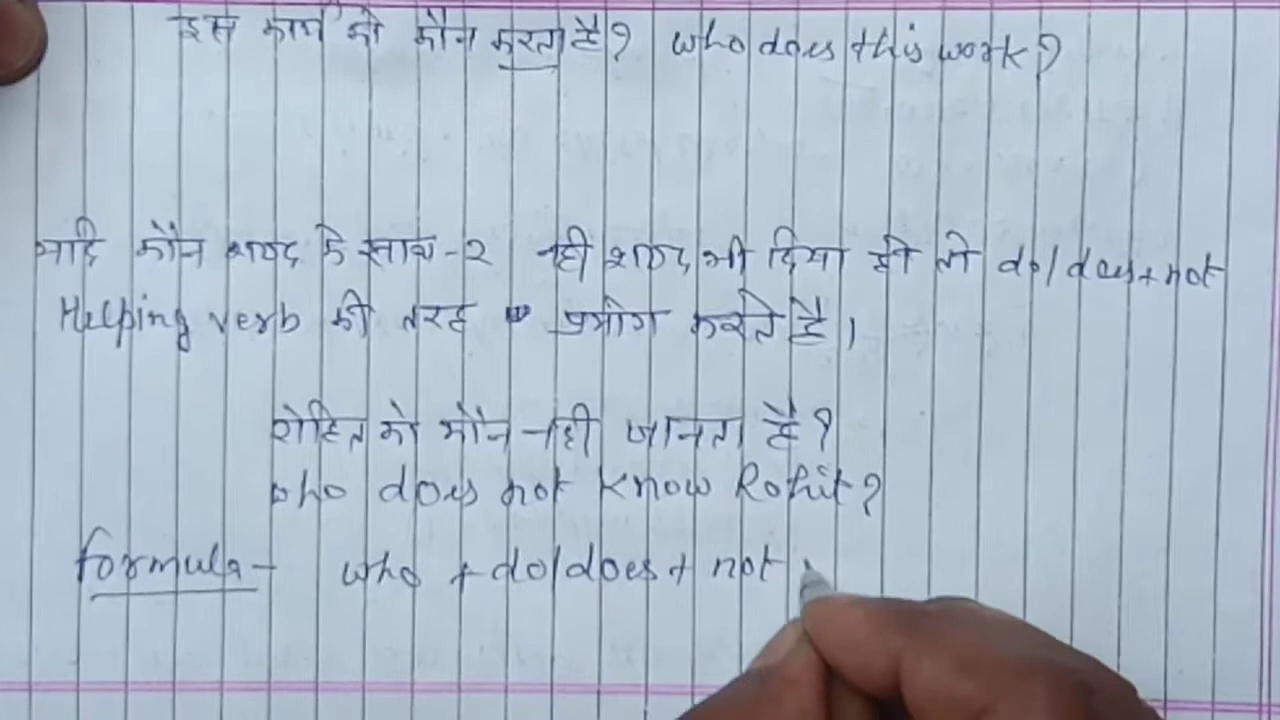 इस कार्य को कौन करता है? who does this work?
यदि कौन शब्द के साथ-२ नही शब्द भी दिया हो तो do/does+not
Helping verb की तरह प्रयोग करते है।
रोहित को कौन नही जानता है?
who does not know Rohit?
formula- who + do/does + not